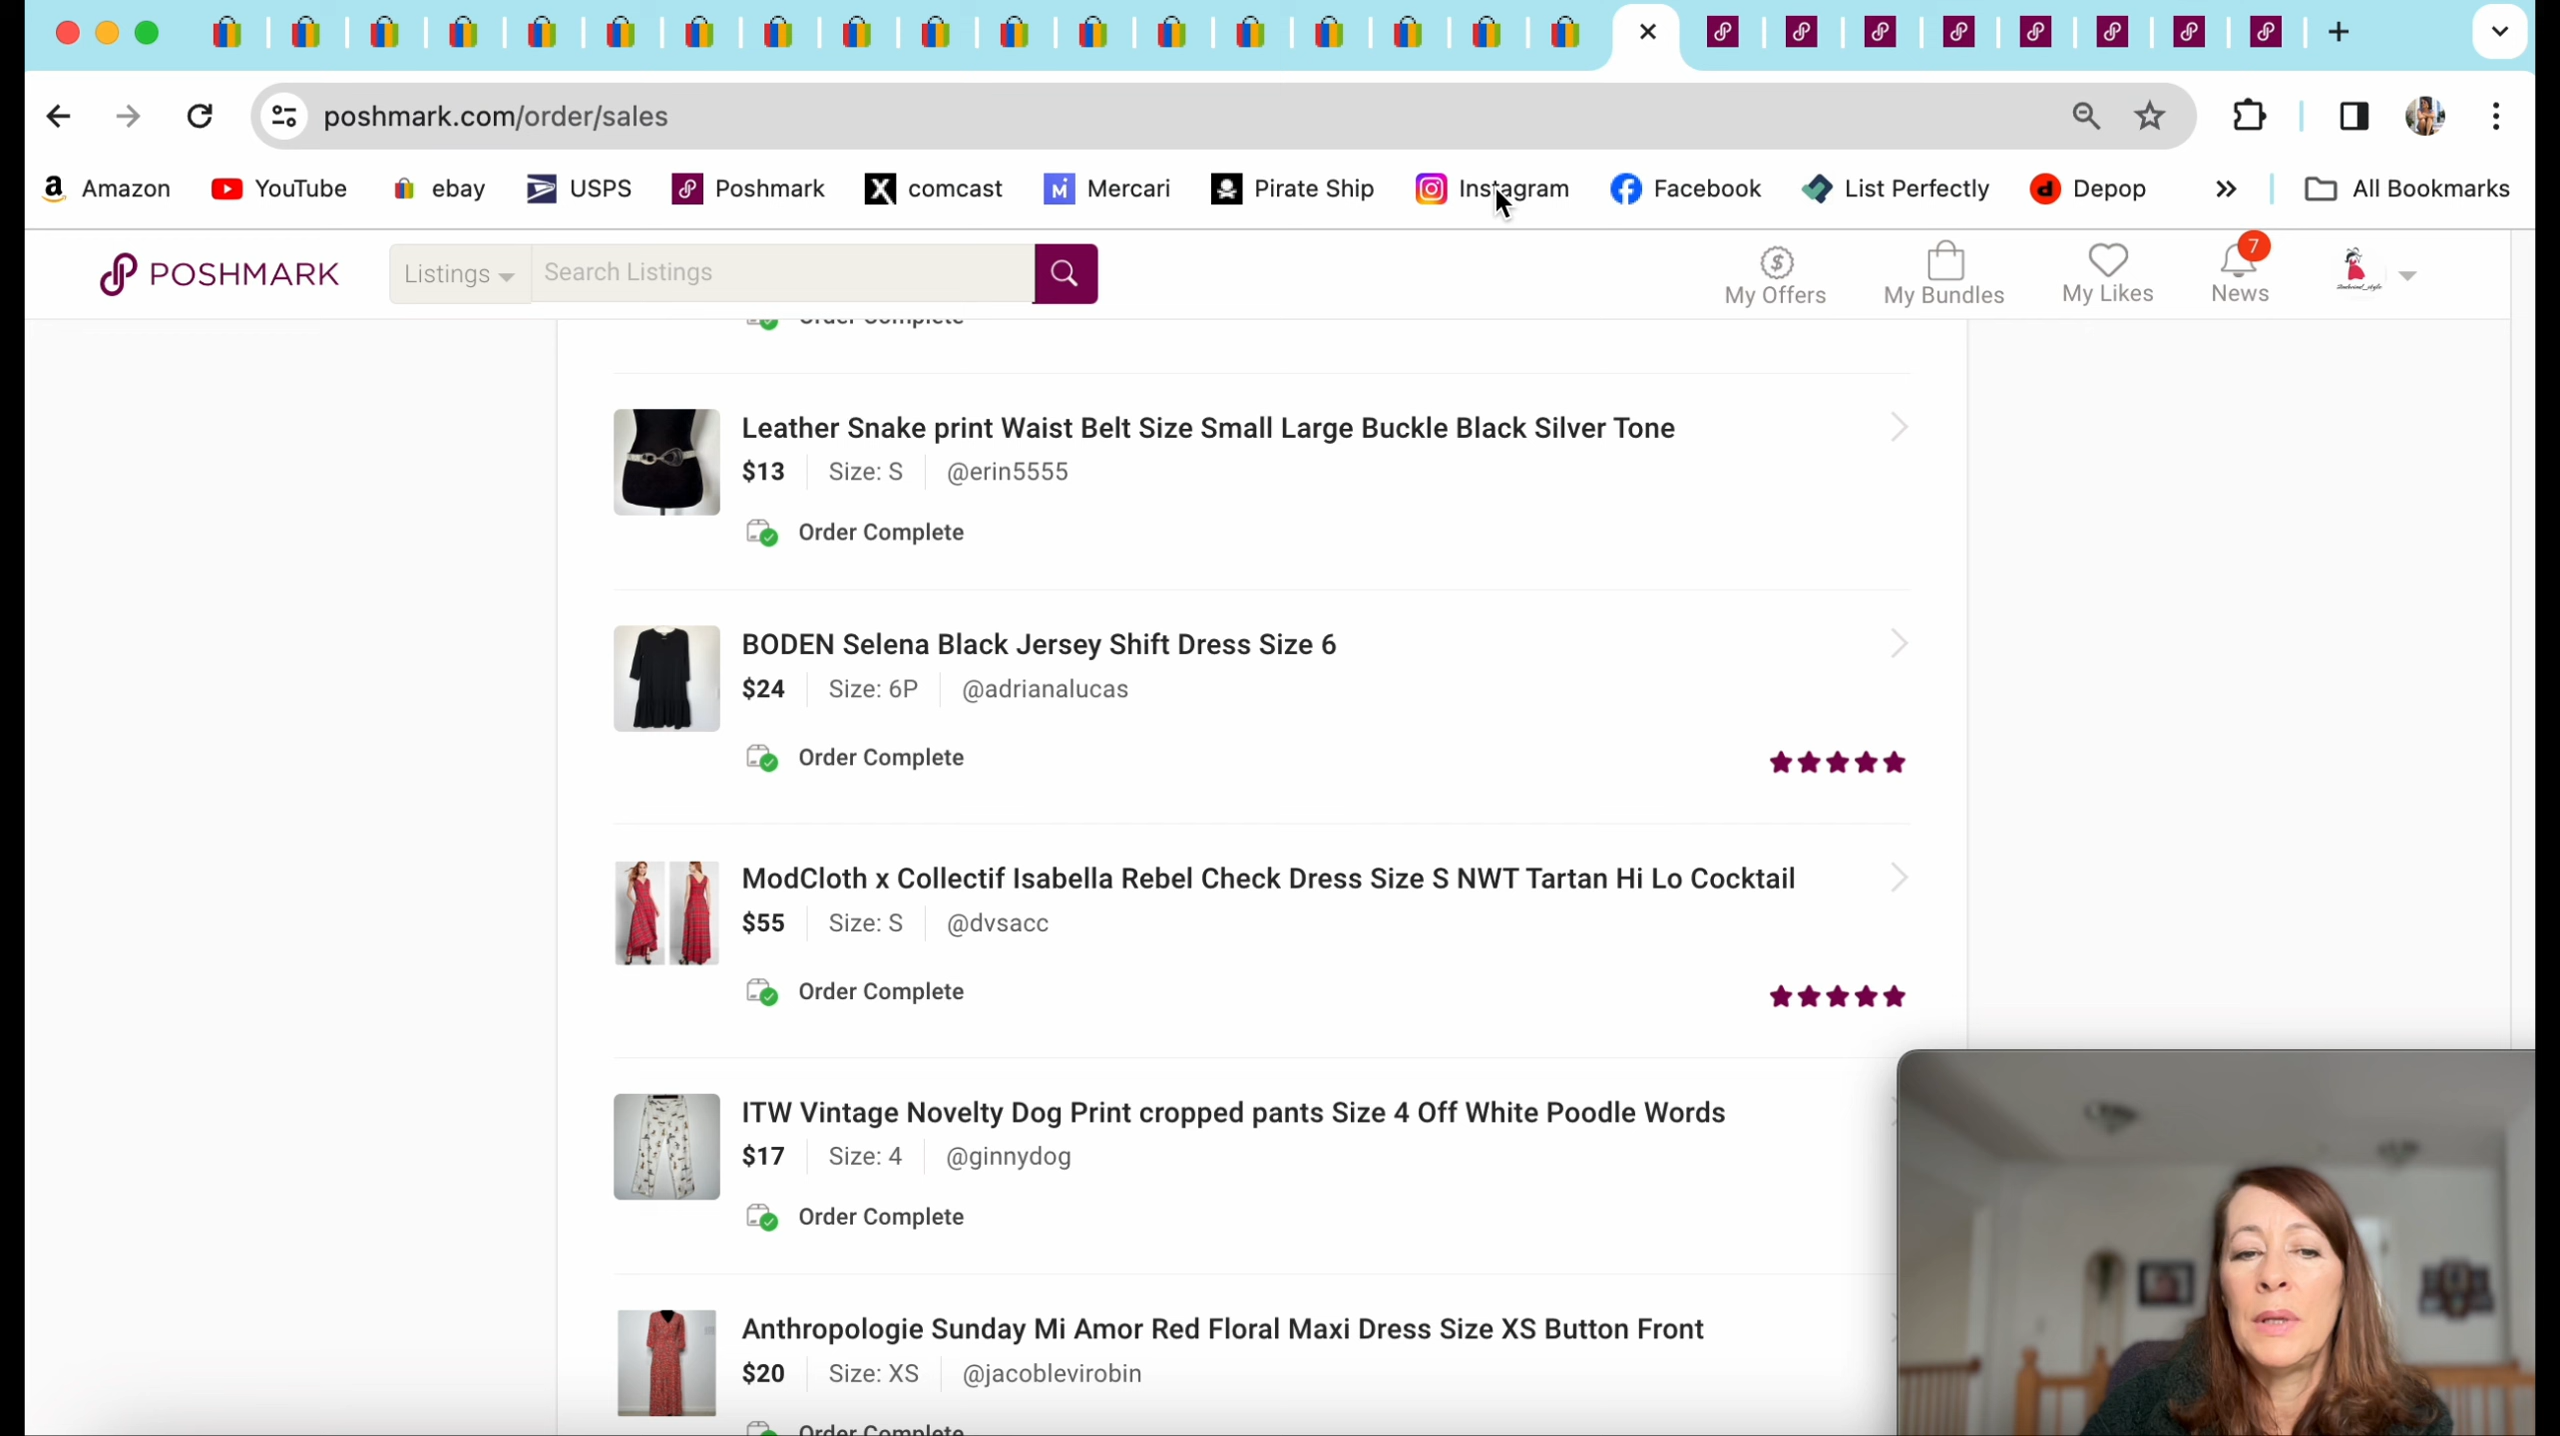 poshmark.com/order/sales
Amazon YouTube ebay USPS Poshmark comcast Mercari Pirate Ship Instagram Facebook List Perfectly Depop » All Bookmarks
POSHMARK Listings Search Listings My Offers My Bundles My Likes 7 News
Order Complete
Leather Snake print Waist Belt Size Small Large Buckle Black Silver Tone
$13 Size: S @erin5555
Order Complete
BODEN Selena Black Jersey Shift Dress Size 6
$24 Size: 6P @adrianalucas
Order Complete
ModCloth x Collectif Isabella Rebel Check Dress Size S NWT Tartan Hi Lo Cocktail
$55 Size: S @dvsacc
Order Complete
ITW Vintage Novelty Dog Print cropped pants Size 4 Off White Poodle Words
$17 Size: 4 @ginnydog
Order Complete
Anthropologie Sunday Mi Amor Red Floral Maxi Dress Size XS Button Front
$20 Size: XS @jacoblevirobin
Order Complete